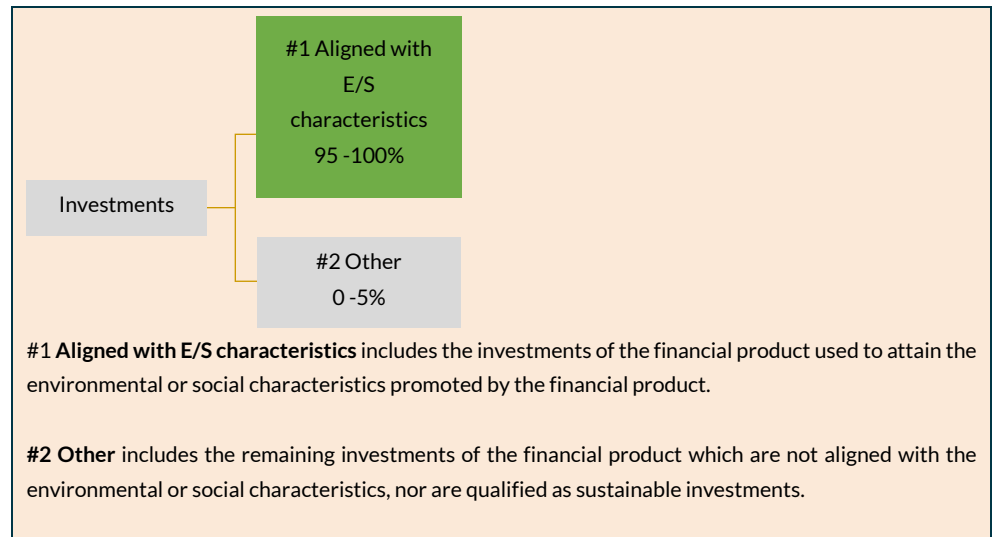 #1 Aligned with
E/S
characteristics
95 -100%
Investments
#2 Other
0 -5%
#1 Aligned with E/S characteristics includes the investments of the financial product used to attain the
environmental or social characteristics promoted by the financial product.
#2 Other includes the remaining investments of the financial product which are not aligned with the
environmental or social characteristics, nor are qualified as sustainable investments.